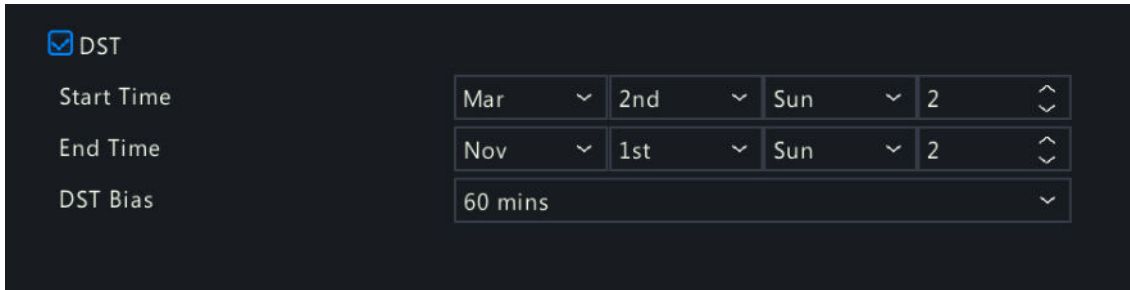 DST
Start Time Mar 2nd Sun 2
End Time Nov 1st Sun 2
DST Bias 60 mins